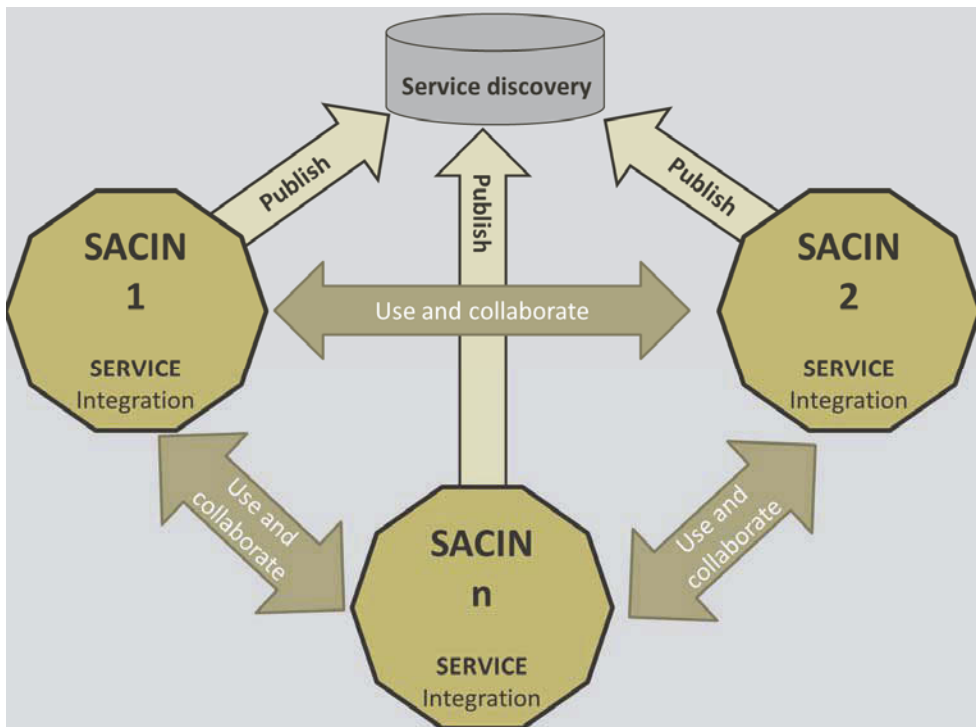 Service discovery
Publish
Publish
Publish
SACIN
1
SERVICE
Integration
Use and collaborate
SACIN
2
SERVICE
Integration
Use and
collaborate
Use and
collaborate
SACIN
n
SERVICE
Integration